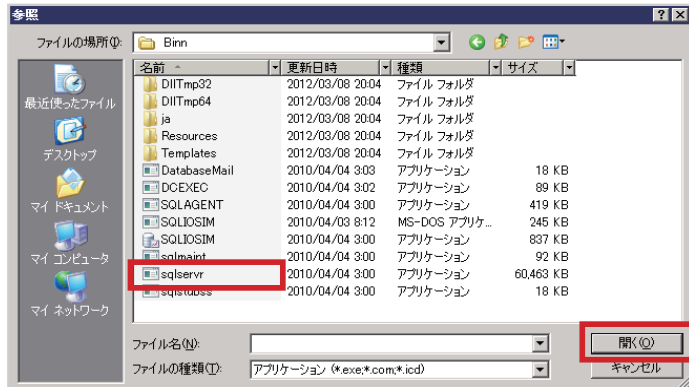 参照
ファイルの場所(I):
Binn
名前
更新日時
種類
サイズ
DIITmp32 2012/03/08 20:04 ファイル フォルダ
DIITmp64 2012/03/08 20:04 ファイル フォルダ
ja 2012/03/08 20:04 ファイル フォルダ
Resources 2012/03/08 20:04 ファイル フォルダ
Templates 2012/03/08 20:04 ファイル フォルダ
DatabaseMail 2010/04/04 3:03 アプリケーション 18 KB
DCEXEC 2010/04/04 3:02 アプリケーション 89 KB
SQLAGENT 2010/04/04 3:00 アプリケーション 419 KB
SQLIOSIM 2010/04/03 8:12 MS-DOS アプリケ... 245 KB
SQLIOSIM 2010/04/04 3:00 アプリケーション 837 KB
sqlmaint 2010/04/04 3:00 アプリケーション 92 KB
sqlservr 2010/04/04 3:00 アプリケーション 60,463 KB
sqlstubss 2010/04/04 3:00 アプリケーション 18 KB
最近使ったファイル
デスクトップ
マイ ドキュメント
マイ コンピュータ
マイ ネットワーク
ファイル名(N):
開く(O)
ファイルの種類(T):
アプリケーション (*.exe;*.com;*.icd)
キャンセル